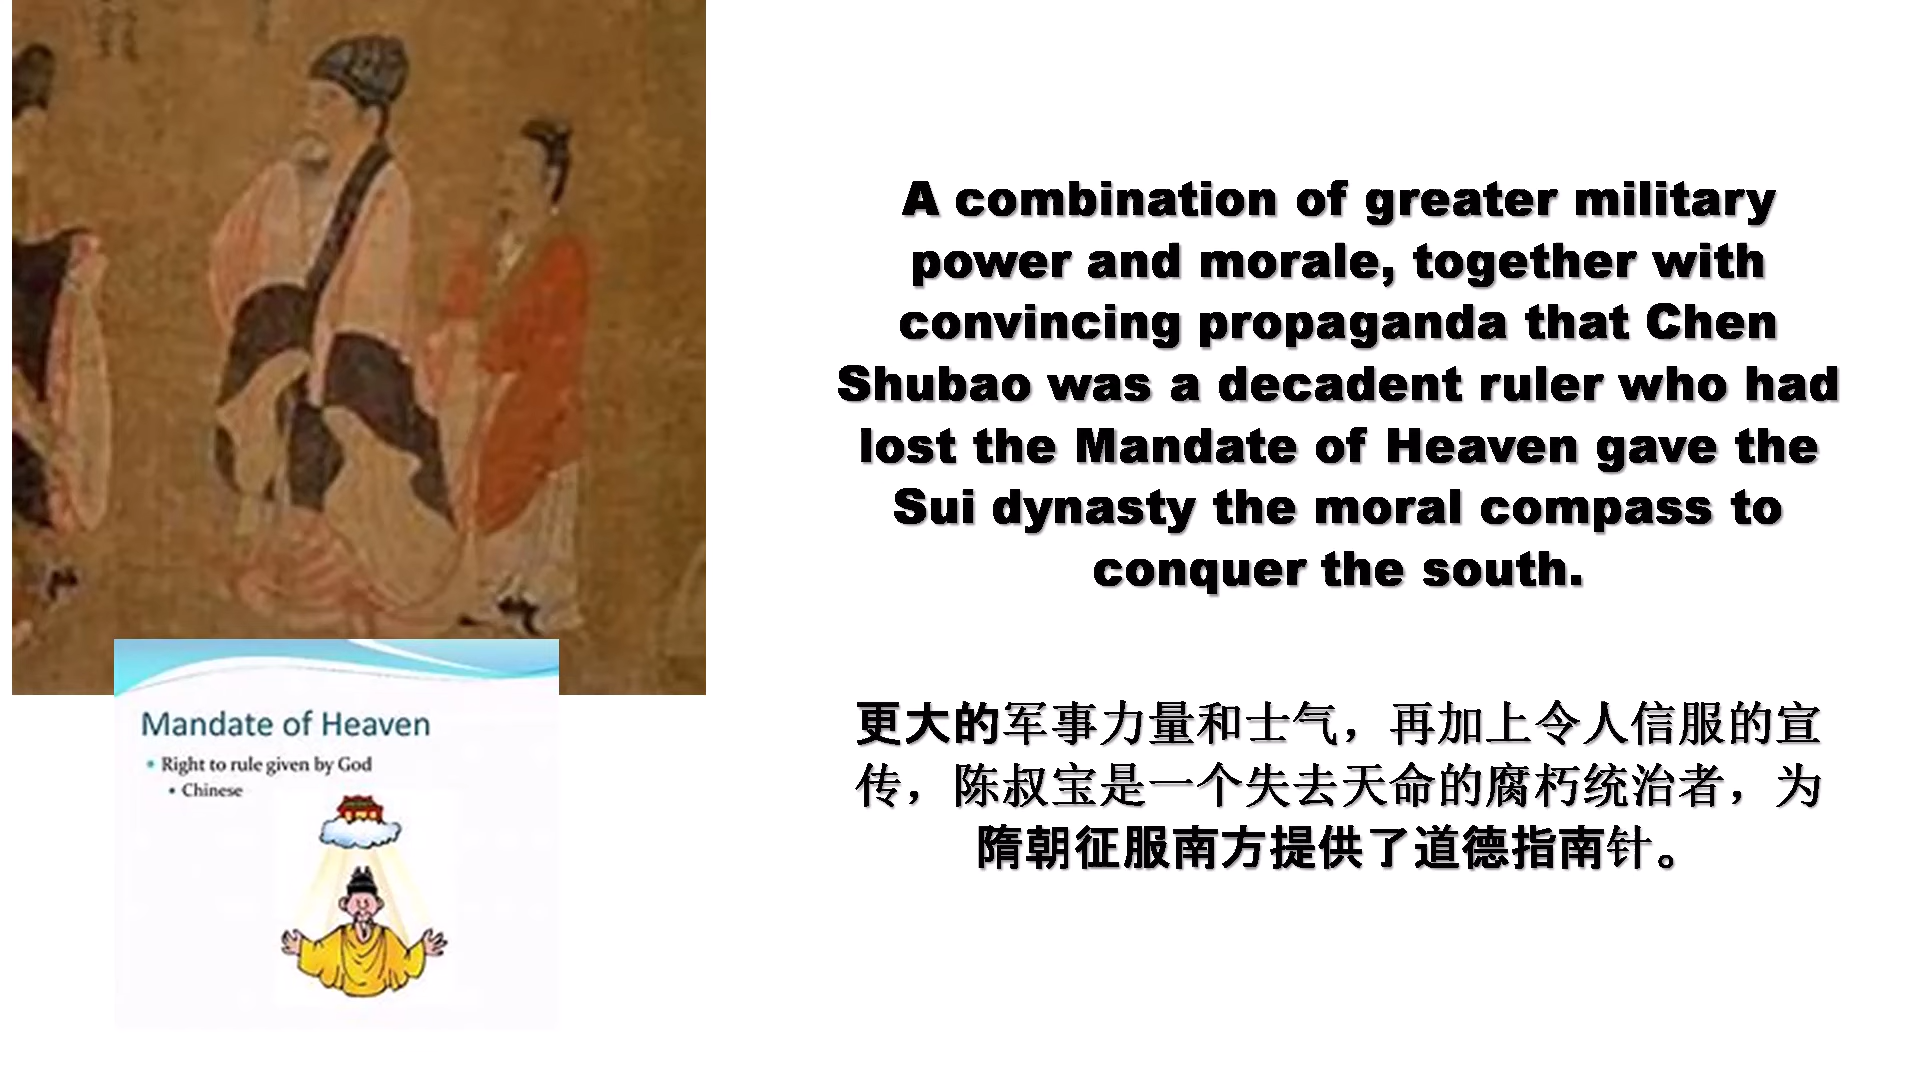 A combination of greater military
power and morale, together with
convincing propaganda that Chen
Shubao was a decadent ruler who had
lost the Mandate of Heaven gave the
Sui dynasty the moral compass to
conquer the south.
更大的军事力量和士气，再加上令人信服的宣
传，陈叔宝是一个失去天命的腐朽统治者，为
隋朝征服南方提供了道德指南针。
Mandate of Heaven
• Right to rule given by God
• Chinese